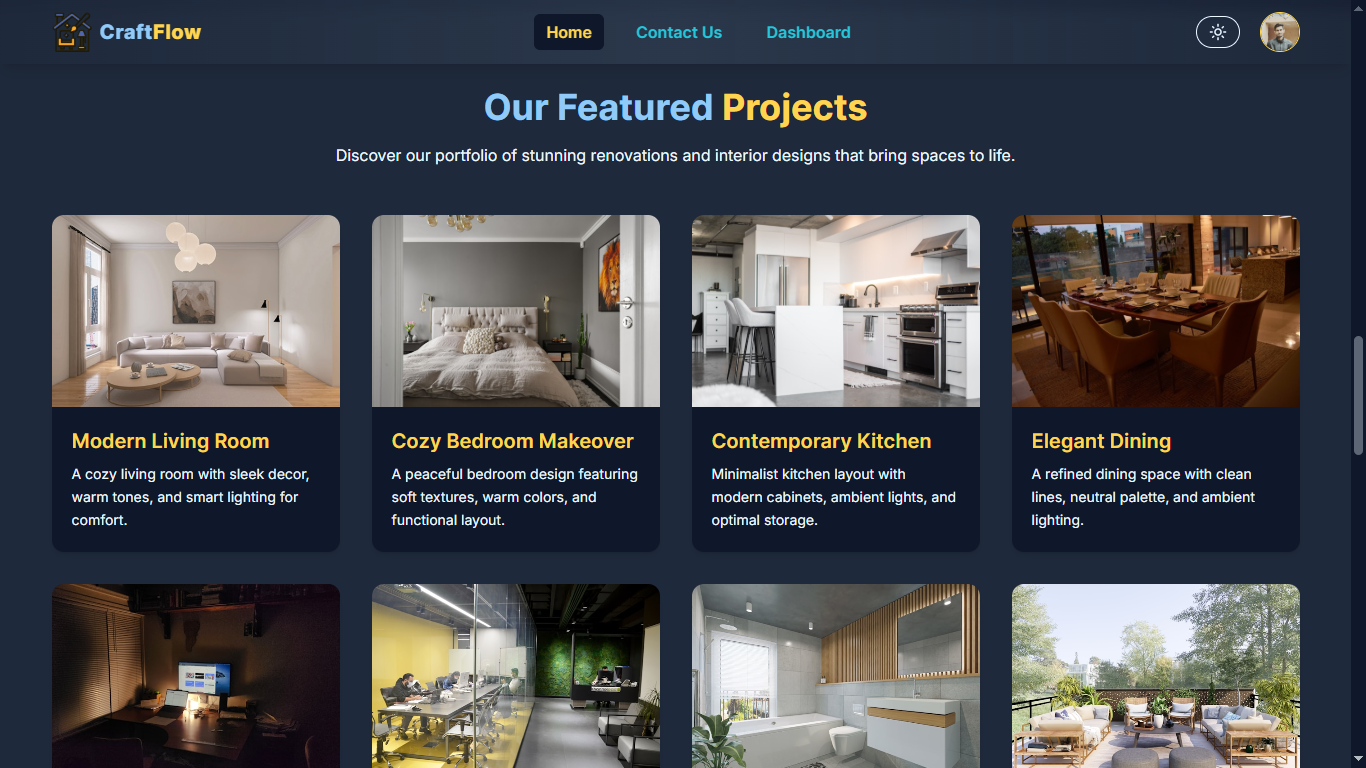 CraftFlow
Home
Contact Us
Dashboard
Our Featured Projects
Discover our portfolio of stunning renovations and interior designs that bring spaces to life.
Modern Living Room
A cozy living room with sleek decor,
warm tones, and smart lighting for
comfort.
Cozy Bedroom Makeover
A peaceful bedroom design featuring
soft textures, warm colors, and
functional layout.
Contemporary Kitchen
Minimalist kitchen layout with
modern cabinets, ambient lights, and
optimal storage.
Elegant Dining
A refined dining space with clean
lines, neutral palette, and ambient
lighting.